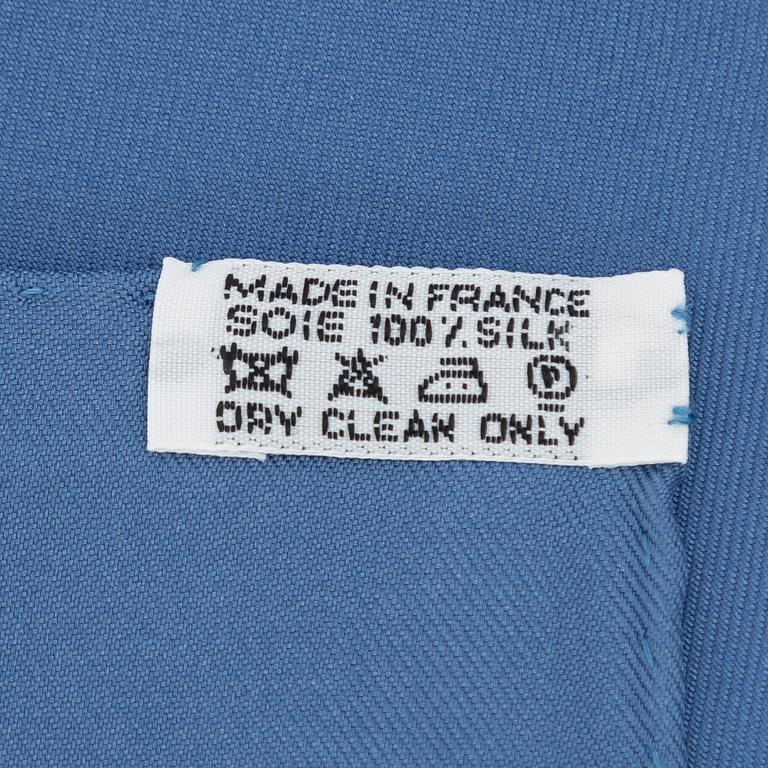 MADE IN FRANCE
SOIE 100% SILK
P
DRY CLEAN ONLY